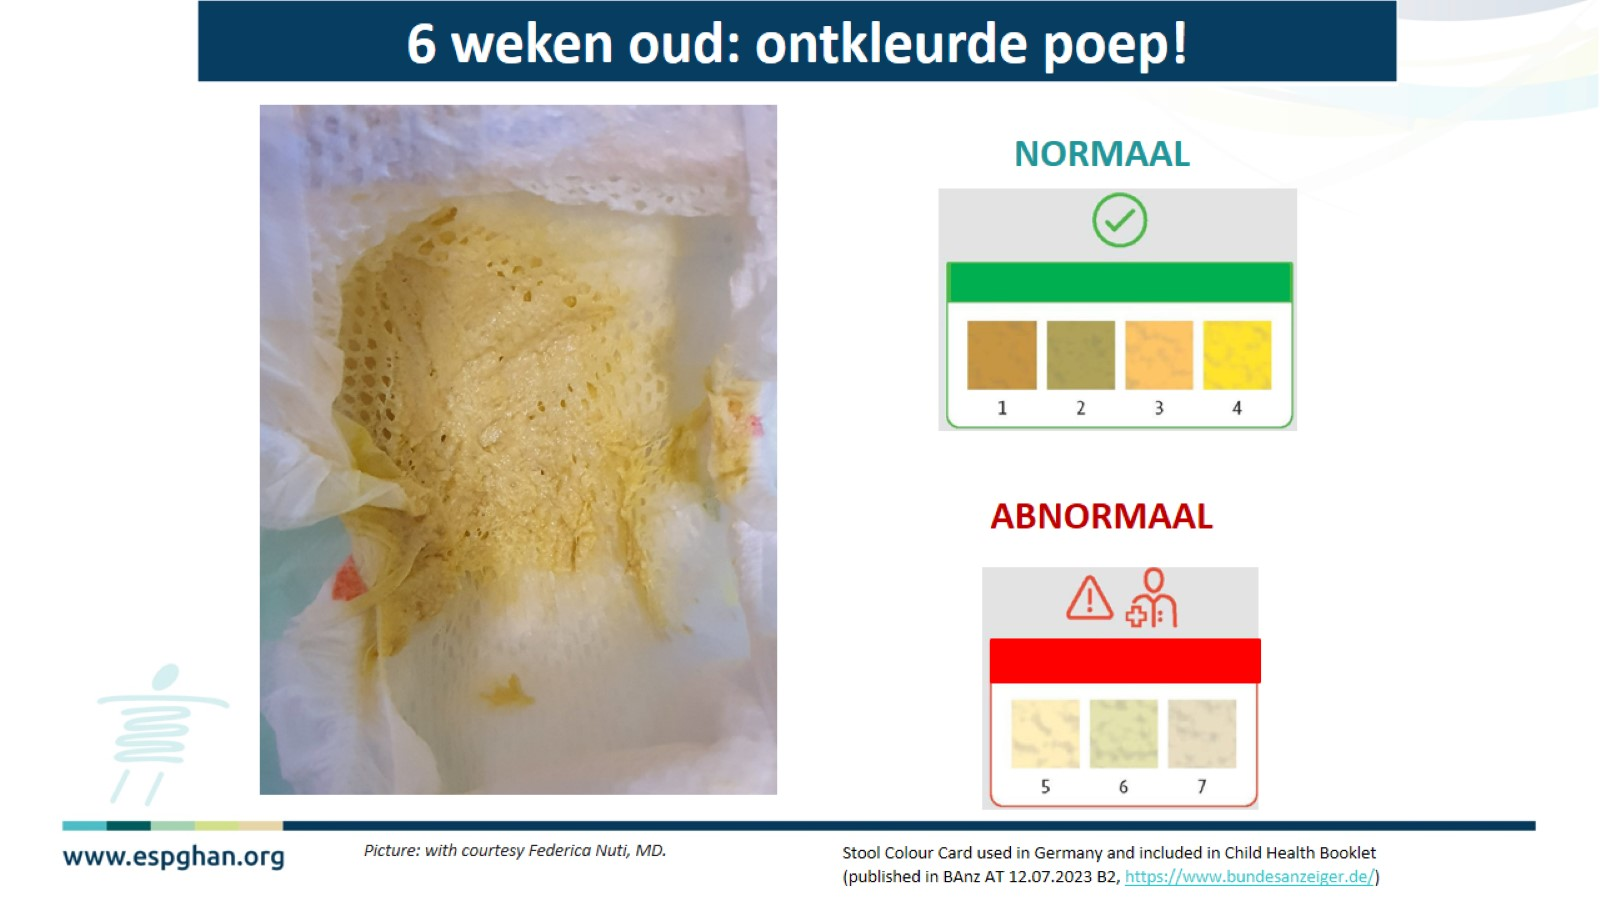 6 weken oud: ontkleurde poep!
NORMAAL
1 2 3 4
ABNORMAAL
5 6 7
www.espghan.org
Picture: with courtesy Federica Nuti, MD.
Stool Colour Card used in Germany and included in Child Health Booklet
(published in BAnz AT 12.07.2023 B2, https://www.bundesanzeiger.de/)